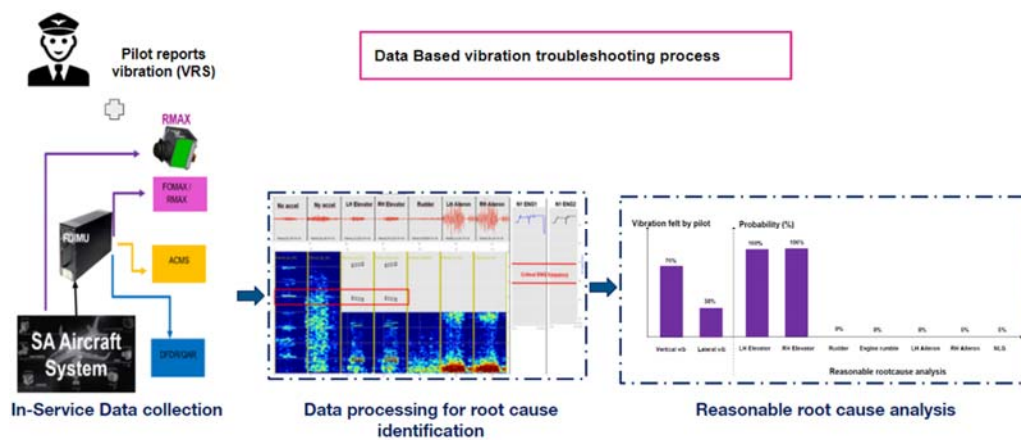 Pilot reports
vibration (VRS)
Data Based vibration troubleshooting process
RMAX
FOMAX /
RMAX
FDIMU
ACMS
DFDR/QAR
SA Aircraft
System
In-Service Data collection
Nx accel Ny accel LH Elevator RH Elevator Rudder LH Aileron RH Aileron N1 ENG1 N1 ENG2
Data processing for root cause
identification
Vibration felt by pilot Probability (%)
100% 100%
38%
0% 0% 0% 0% 0%
Vertical vib Lateral vib LH Elevator RH Elevator Rudder Engine rumble LH Aileron RH Aileron NLG
Reasonable rootcause analysis
Reasonable root cause analysis